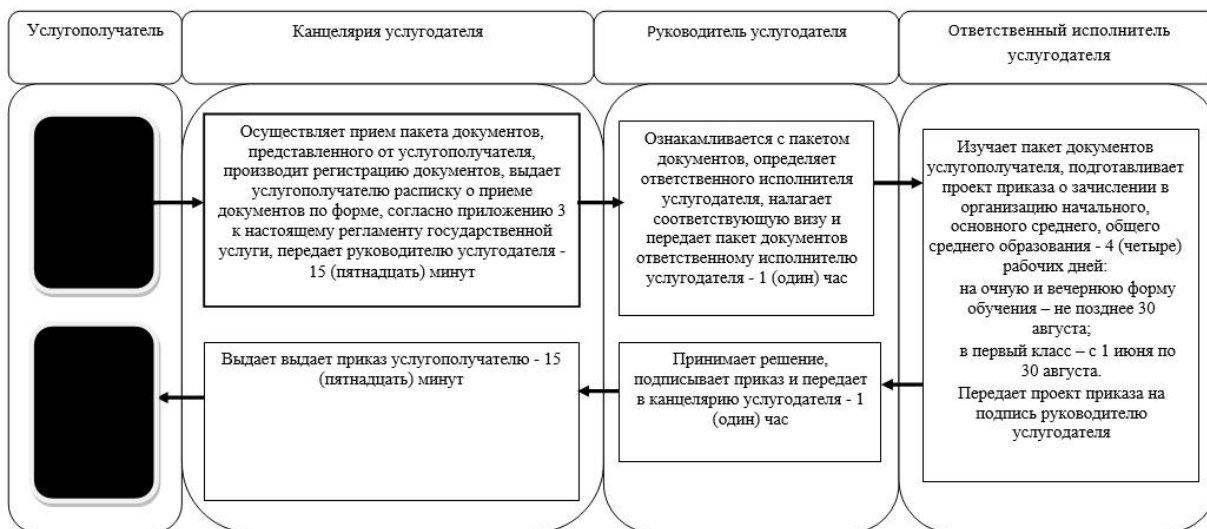 Услугополучатель
Канцелярия услугодателя
Руководитель услугодателя
Ответственный исполнитель
услугодателя
Осуществляет прием пакета документов,
представленного от услугополучателя,
производит регистрацию документов, выдает
услугополучателю расписку о приеме
документов по форме, согласно приложению 3
к настоящему регламенту государственной
услуги, передает руководителю услугодателя -
15 (пятнадцать) минут
Ознакамливается с пакетом
документов, определяет
ответственного исполнителя
услугодателя, налагает
соответствующую визу и
передает пакет документов
ответственному исполнителю
услугодателя - 1 (один) час
Изучает пакет документов
услугополучателя, подготавливает
проект приказа о зачислении в
организацию начального,
основного среднего, общего
среднего образования - 4 (четыре)
рабочих дней:
на очную и вечернюю форму
обучения – не позднее 30
августа;
в первый класс – с 1 июня по
30 августа.
Передает проект приказа на
подпись руководителю
услугодателя
Принимает решение,
подписывает приказ и передает
в канцелярию услугодателя - 1
(один) час
Выдает выдает приказ услугополучателю - 15
(пятнадцать) минут